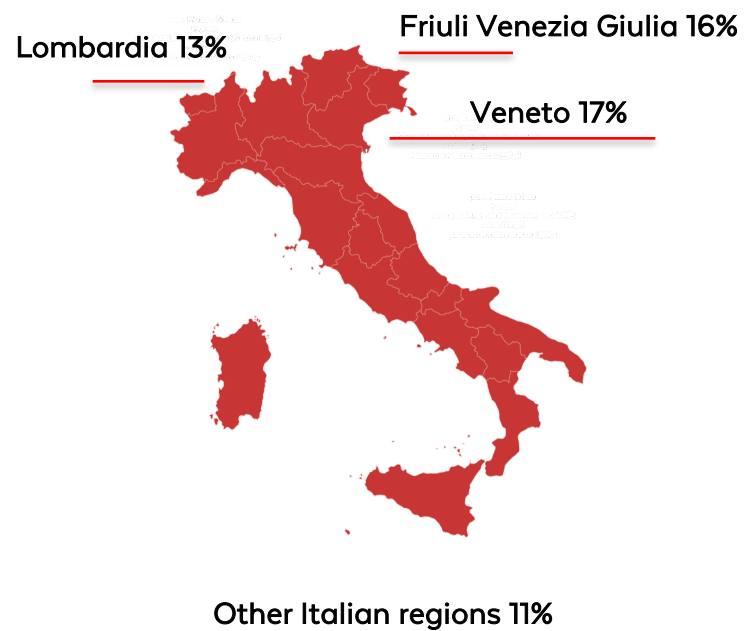 Friuli Venezia Giulia 16%
Lombardia 13%
Veneto 17%
Other Italian regions 11%